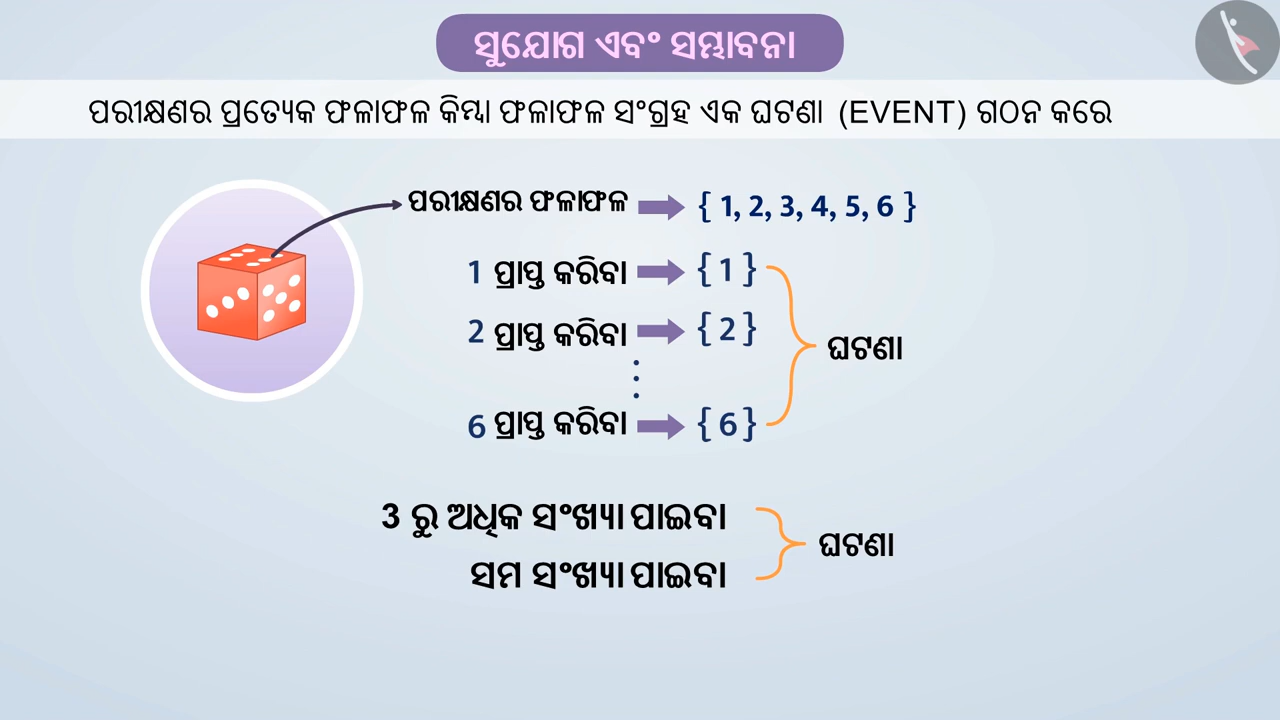 ସୁଯୋଗ ଏବଂ ସମ୍ଭାବନା
ପରୀକ୍ଷଣର ପ୍ରତ୍ୟେକ ଫଳାଫଳ କିମ୍ବା ଫଳାଫଳ ସଂଗ୍ରହ ଏକ ଘଟଣା (EVENT) ଗଠନ କରେ
ପରୀକ୍ଷଣର ଫଳାଫଳ { 1, 2, 3, 4, 5, 6 }
1 ପ୍ରାପ୍ତ କରିବା { 1 }
2 ପ୍ରାପ୍ତ କରିବା { 2 }
ଘଟଣା
6 ପ୍ରାପ୍ତ କରିବା { 6 }
3 ରୁ ଅଧିକ ସଂଖ୍ୟା ପାଇବା
ଘଟଣା
ସମ ସଂଖ୍ୟା ପାଇବା